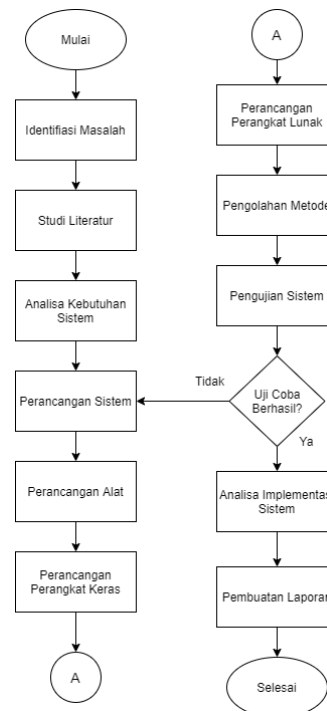 Mulai
Identifiasi Masalah
Studi Literatur
Analisa Kebutuhan
Sistem
Perancangan Sistem
Perancangan Alat
Perancangan
Perangkat Keras
A
A
Perancangan
Perangkat Lunak
Pengolahan Metode
Pengujian Sistem
Uji Coba
Berhasil?
Tidak
Ya
Analisa Implementas
Sistem
Pembuatan Laporan
Selesai